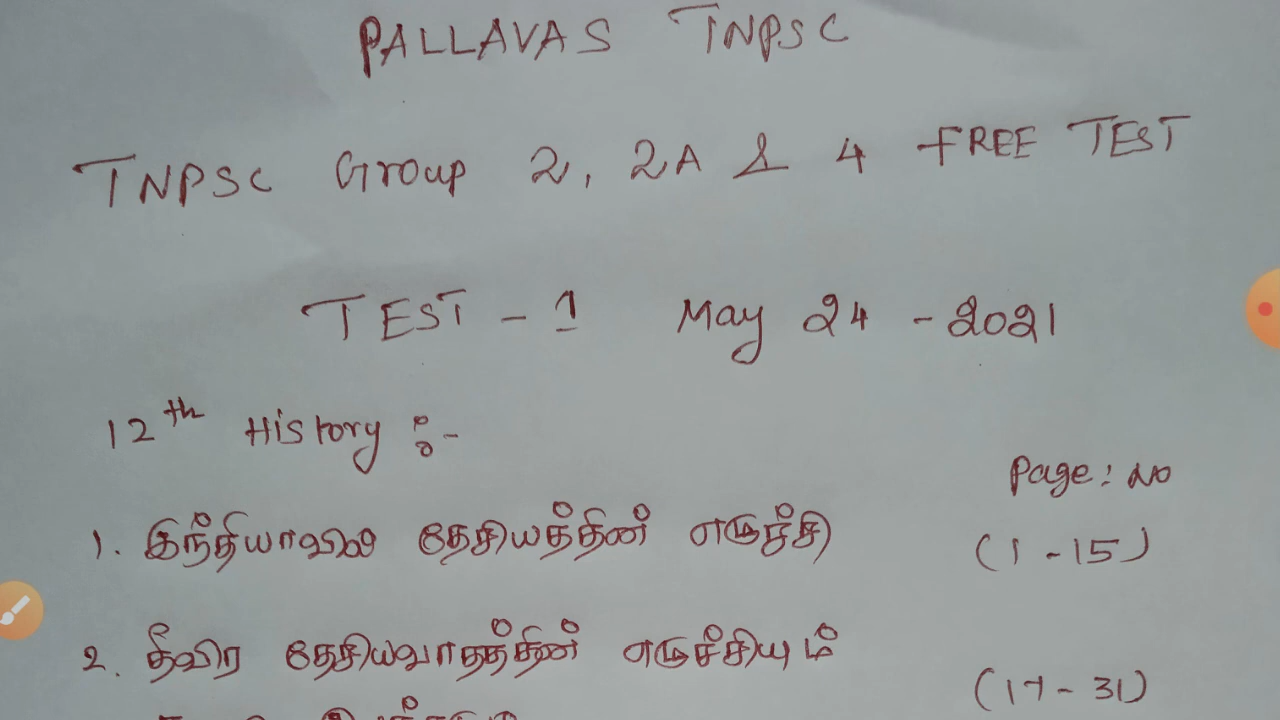 PALLAVAS TNPSC
TNPSC Group 2, 2A & 4 FREE TEST
TEST - 1 May 24 - 2021
12th History :-
Page: No
1. இந்தியாவில் தேசியத்தின் எழுச்சி (1 - 15)
2. தீவிர தேசியவாதத்தின் எழுச்சியும்
(17 - 31)